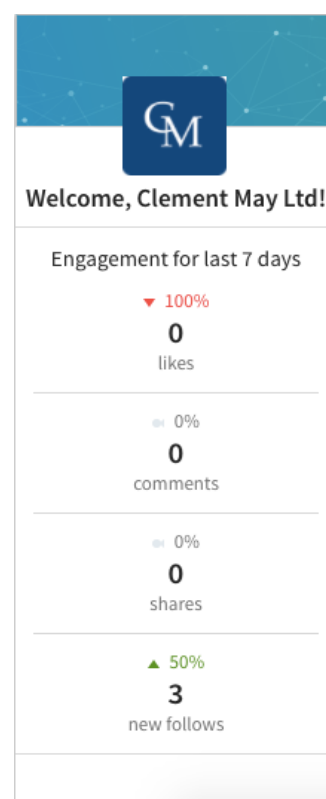 CM
Welcome, Clement May Ltd!
Engagement for last 7 days
100%
0
likes
0%
0
comments
0%
0
shares
50%
3
new follows